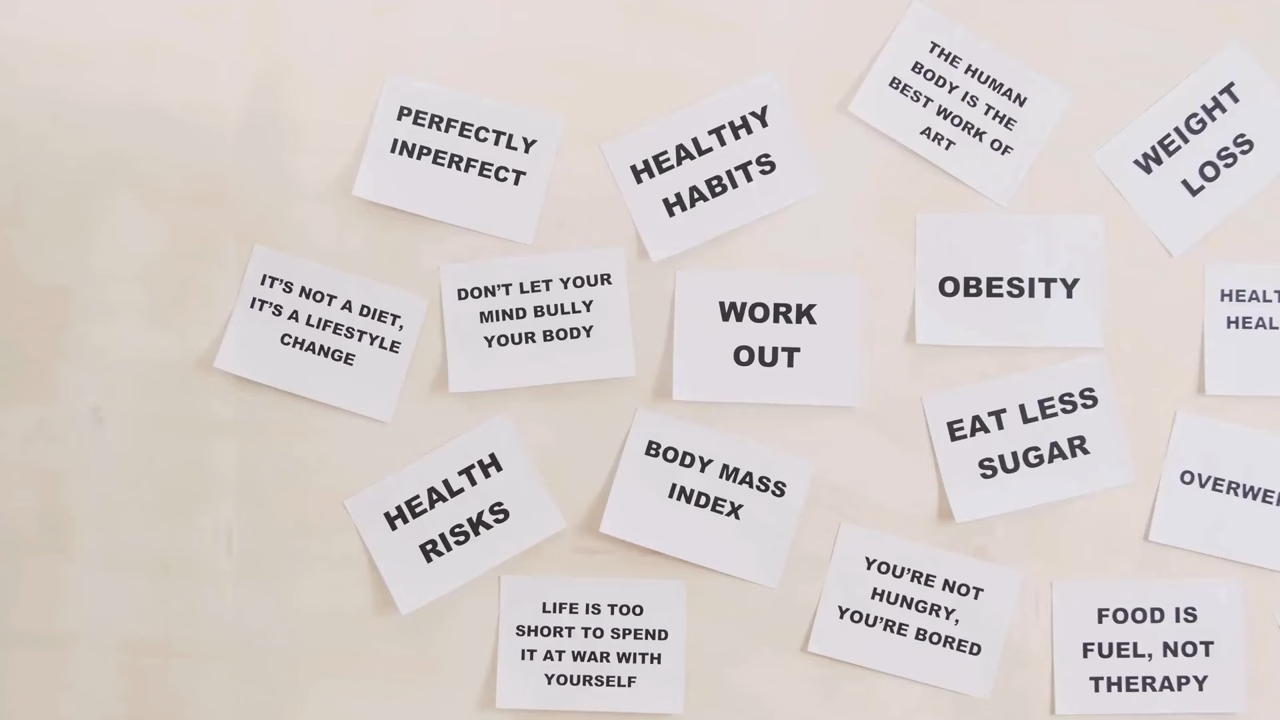 PERFECTLY
INPERFECT
HEALTHY
HABITS
THE HUMAN
BODY IS THE
BEST WORK OF
ART
WEIGHT
LOSS
IT'S NOT A DIET,
IT'S A LIFESTYLE
CHANGE
DON'T LET YOUR
MIND BULLY
YOUR BODY
WORK
OUT
OBESITY
HEALTH
RISKS
BODY MASS
INDEX
EAT LESS
SUGAR
LIFE IS TOO
SHORT TO SPEND
IT AT WAR WITH
YOURSELF
YOU'RE NOT
HUNGRY,
YOU'RE BORED
FOOD IS
FUEL, NOT
THERAPY